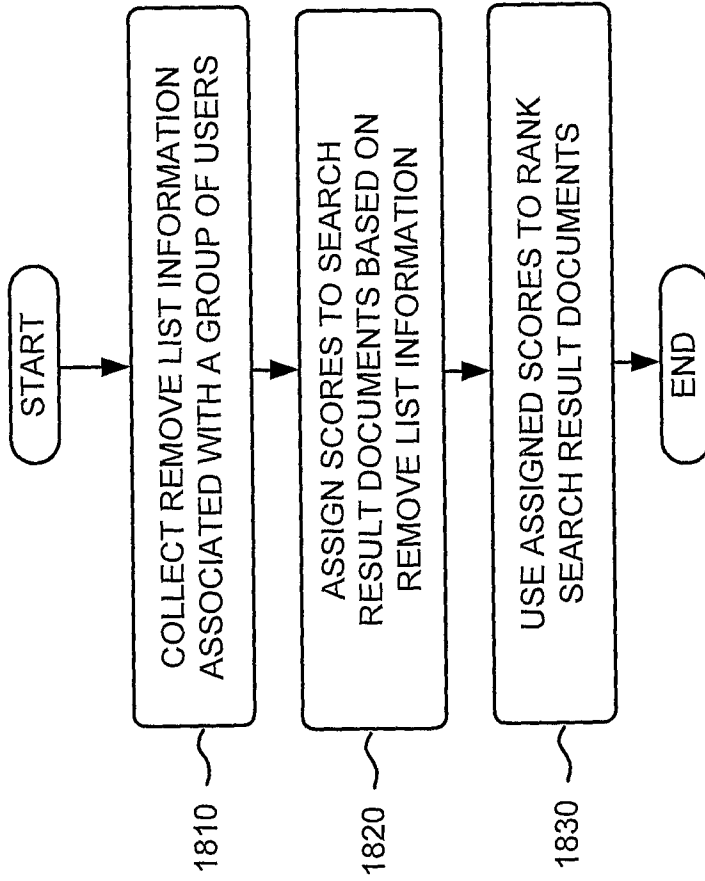 START
1810
COLLECT REMOVE LIST INFORMATION
ASSOCIATED WITH A GROUP OF USERS
1820
ASSIGN SCORES TO SEARCH
RESULT DOCUMENTS BASED ON
REMOVE LIST INFORMATION
1830
USE ASSIGNED SCORES TO RANK
SEARCH RESULT DOCUMENTS
END